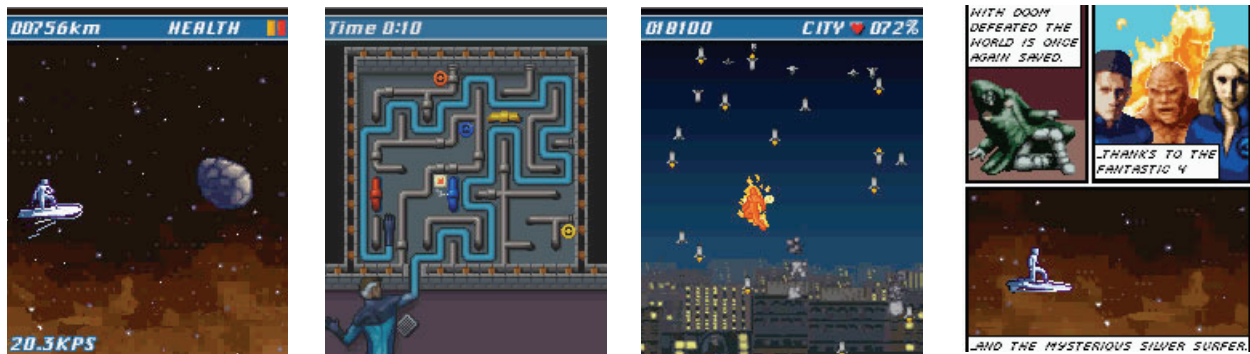 00756km HEALTH
20.3KPS
Time 0:10
018100 CITY 072%
WITH DOOM
DEFEATED THE
WORLD IS ONCE
AGAIN SAVED.
...THANKS TO THE
FANTASTIC 4
...AND THE MYSTERIOUS SILVER SURFER.